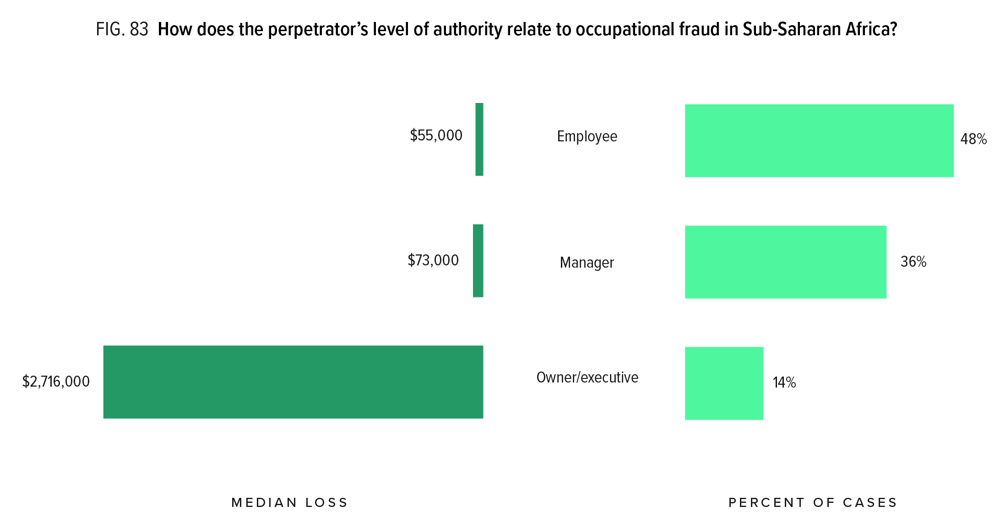 FIG. 83 How does the perpetrator’s level of authority relate to occupational fraud in Sub-Saharan Africa?
$55,000 Employee 48%
$73,000 Manager 36%
$2,716,000 Owner/executive 14%
MEDIAN LOSS PERCENT OF CASES